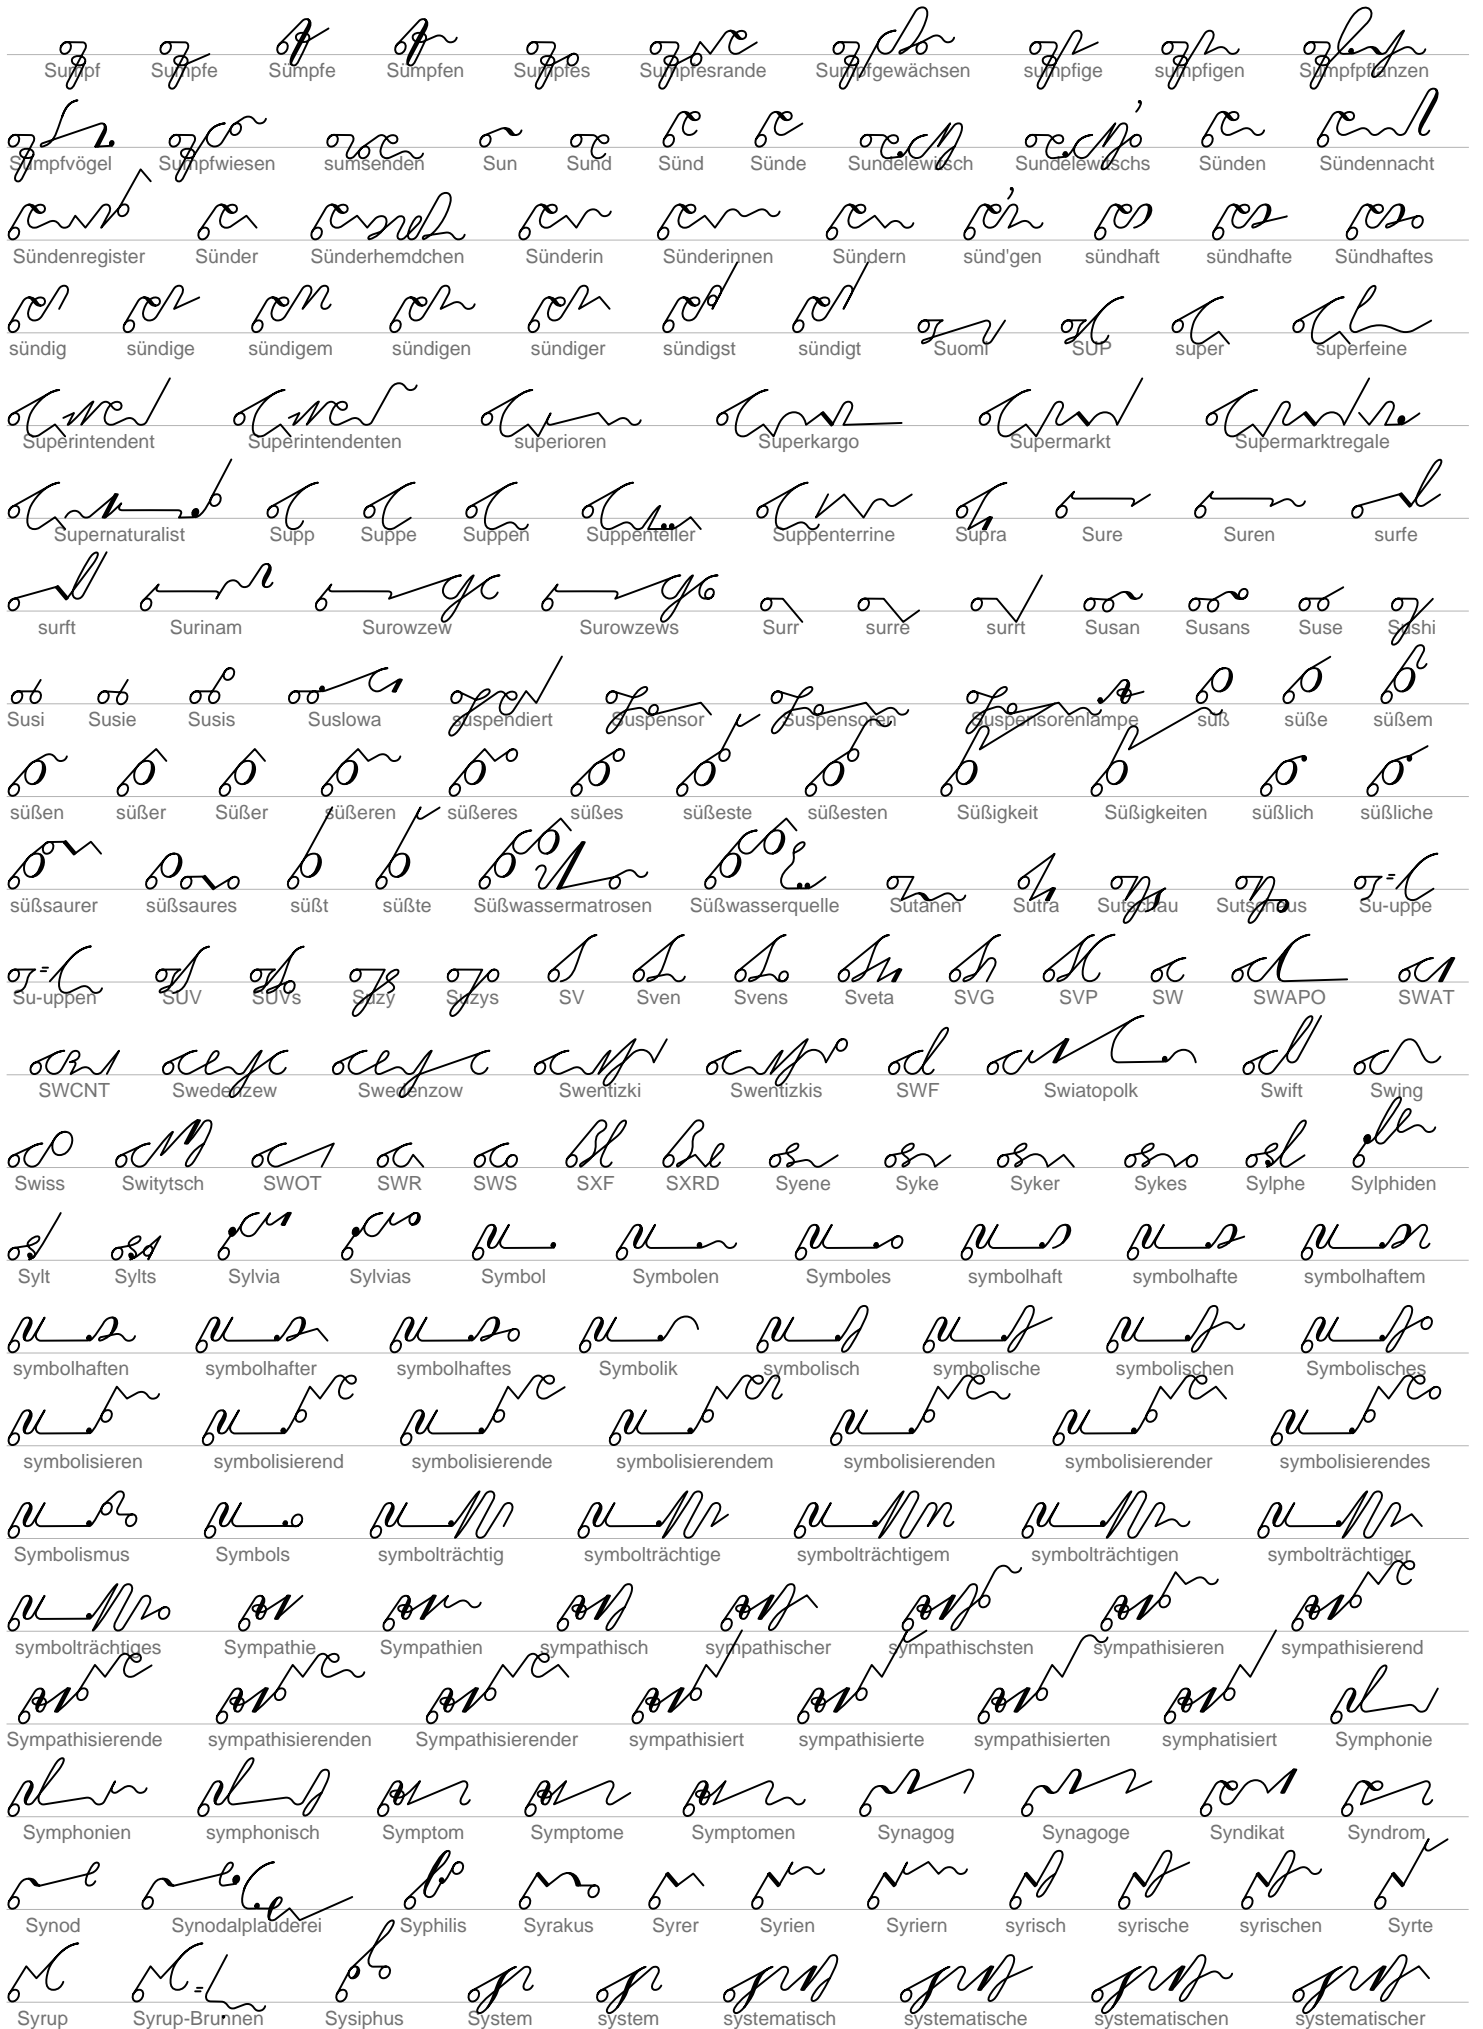 Sumpf Sumpfe Sümpfe Sümpfen Sumpfes Sumpfesrande Sumpfgewächsen sumpfige sumpfigen Sumpfpflanzen
Sumpfvögel Sumpfwiesen sumsenden Sun Sund Sünd Sünde Sundelewitsch Sundelewitschs Sünden Sündennacht
Sündenregister Sünder Sünderhemdchen Sünderin Sünderinnen Sündern sünd'gen sündhaft sündhafte Sündhaftes
sündig sündige sündigem sündigen sündiger sündigst sündigt Suomi SUP super superfeine
Superintendent Superintendenten superioren Superkargo Supermarkt Supermarktregale
Supernaturalist Supp Suppe Suppen Suppenteller Suppenterrine Supra Sure Suren surfe
surft Surinam Surowzew Surowzews Surr surre surrt Susan Susans Suse Sushi
Susi Susie Susis Suslowa suspendiert Suspensor Suspensoren Suspensorenlampe süß süße süßem
süßen süßer Süßer süßeren süßeres süßes süßeste süßesten Süßigkeit Süßigkeiten süßlich süßliche
süßsaurer süßsaures süßt süßte Süßwassermatrosen Süßwasserquelle Sutanen Sutra Sutschau Sutschaus Su-uppe
Su-uppen SUV SUVs Suzy Suzys SV Sven Svens Sveta SVG SVP SW SWAPO SWAT
SWCNT Swedenzew Swedenzow Swentizki Swentizkis SWF Swiatopolk Swift Swing
Swiss Switytsch SWOT SWR SWS SXF SXRD Syene Syke Syker Sykes Sylphe Sylphiden
Sylt Sylts Sylvia Sylvias Symbol Symbolen Symboles symbolhaft symbolhafte symbolhaftem
symbolhaften symbolhafter symbolhaftes Symbolik symbolisch symbolische symbolischen Symbolisches
symbolisieren symbolisierend symbolisierende symbolisierendem symbolisierenden symbolisierender symbolisierendes
Symbolismus Symbols symbolträchtig symbolträchtige symbolträchtigem symbolträchtigen symbolträchtiger
symbolträchtiges Sympathie Sympathien sympathisch sympathischer sympathischsten sympathisieren sympathisierend
Sympathisierende sympathisierenden Sympathisierender sympathisiert sympathisierte sympathisierten symphatisiert Symphonie
Symphonien symphonisch Symptom Symptome Symptomen Synagog Synagoge Syndikat Syndrom
Synod Synodalplauderei Syphilis Syrakus Syrer Syrien Syriern syrisch syrische syrischen Syrte
Syrup Syrup-Brunnen Sysiphus System system systematisch systematische systematischen systematischer